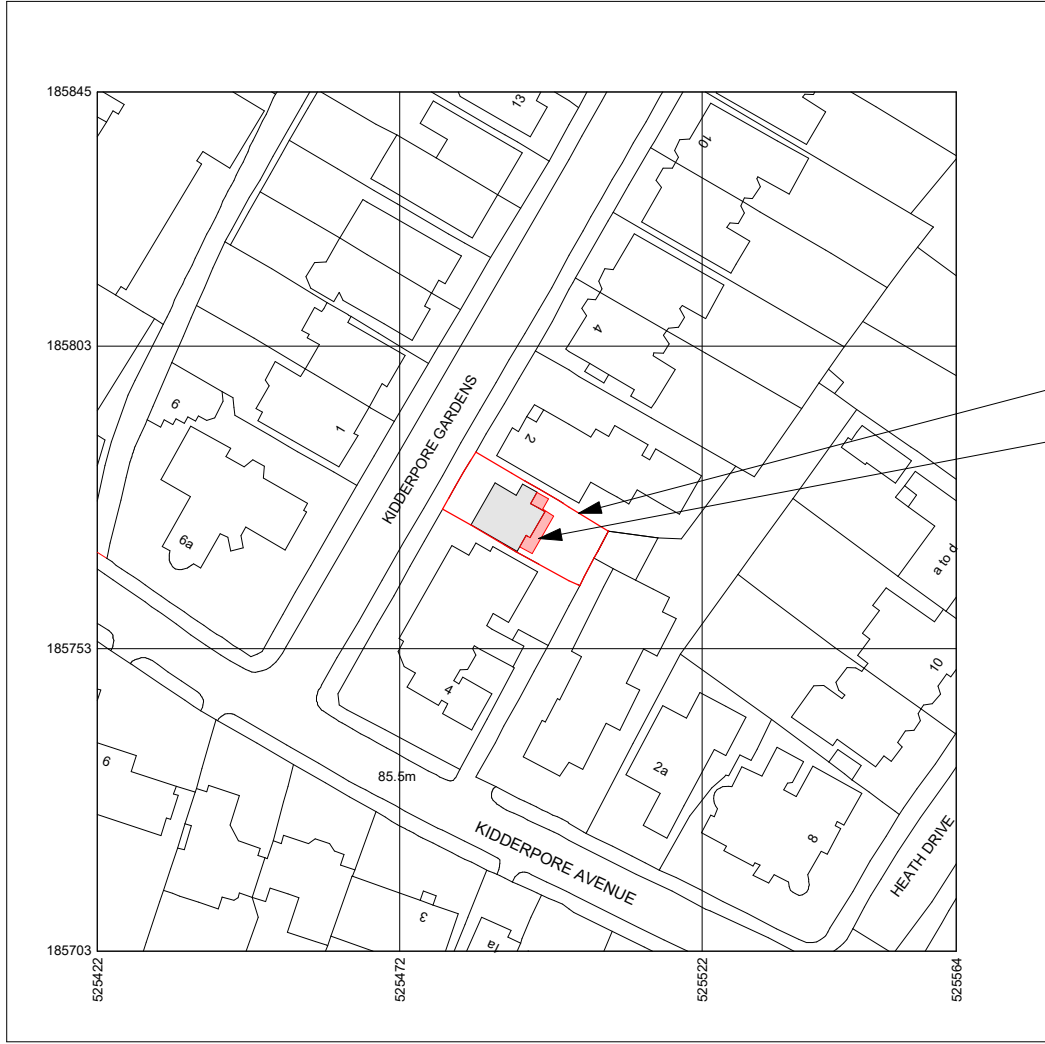 185845
13
10
185803
4
KIDDERPORE GARDENS
6
1
2
6a
a to d
185753
10
4
9
85.5m
2a
8
KIDDERPORE AVENUE
HEATH DRIVE
3
1a
185703
525422
525472
525522
525564